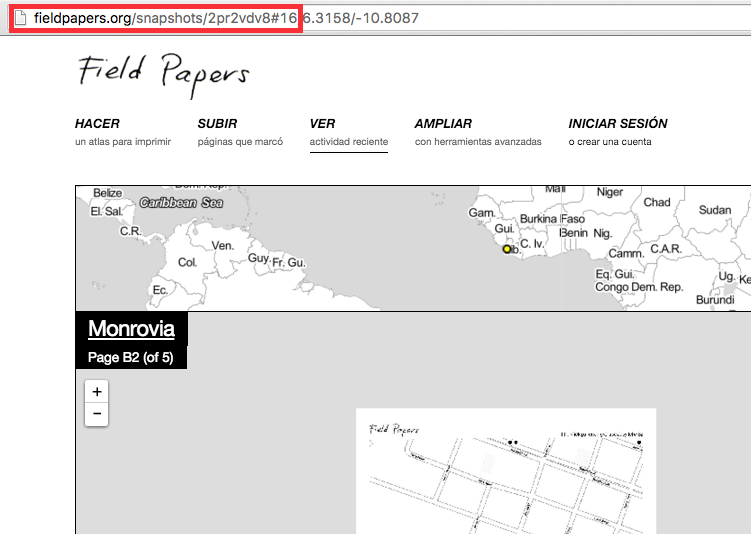 fieldpapers.org/snapshots/2pr2vdv8#16/6.3158/-10.8087
Field Papers
HACER
un atlas para imprimir
SUBIR
páginas que marcó
VER
actividad reciente
AMPLIAR
con herramientas avanzadas
INICIAR SESIÓN
o crear una cuenta
Belize
Caribbean Sea
El. Sal.
C.R.
Ven.
Col.
Guy.
Fr. Gu.
Ec.
Mali
Niger
Chad
Sudan
Gam.
Burkina Faso
Gui.
Benin
Nig.
C. Iv.
Camrn.
C.A.R.
Eq. Gui.
Congo Dem. Rep.
Ug.
Ke
Burundi
Monrovia
Page B2 (of 5)
+
−
Field Papers